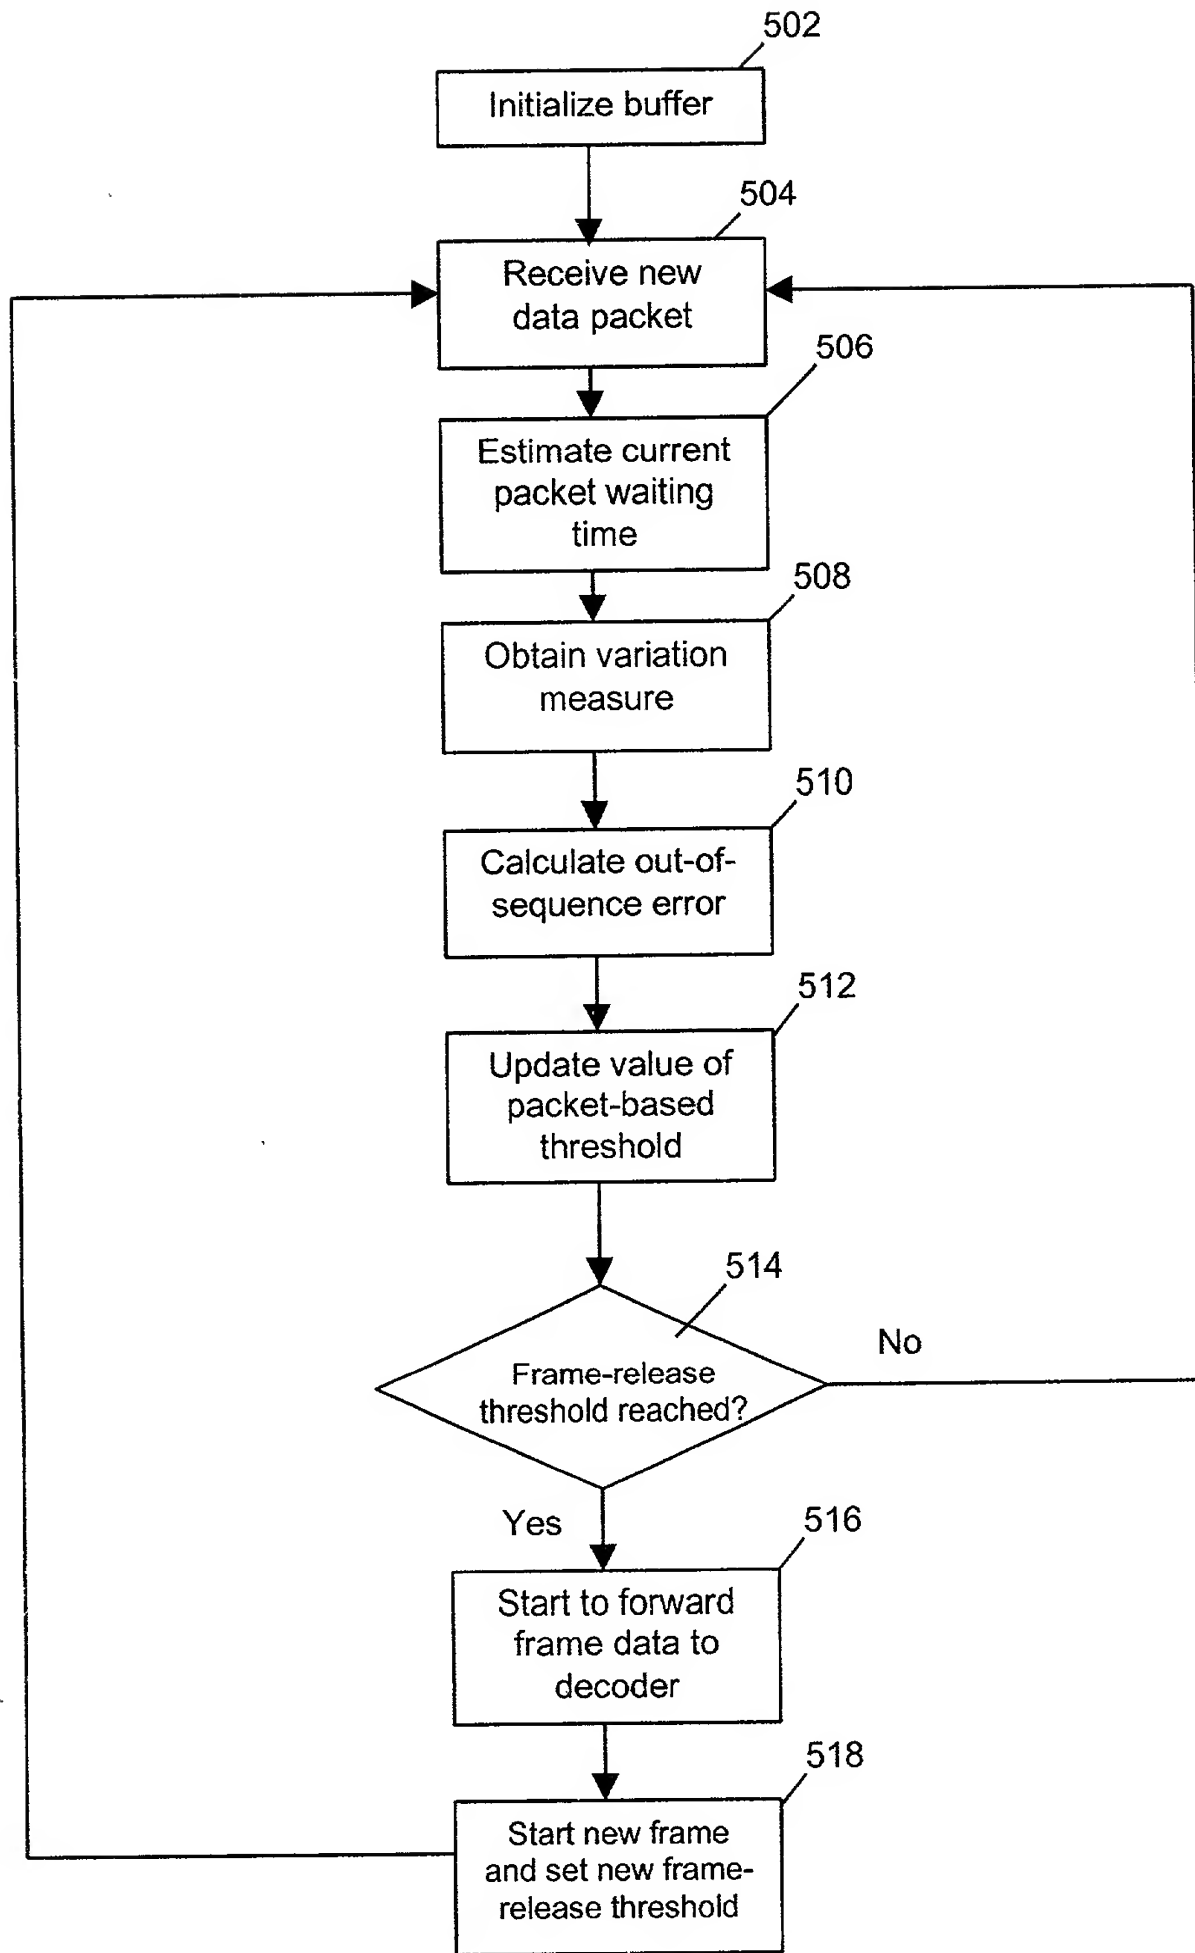 502
Initialize buffer
504
Receive new
data packet
506
Estimate current
packet waiting
time
508
Obtain variation
measure
510
Calculate out-of-
sequence error
512
Update value of
packet-based
threshold
514
No
Frame-release
threshold reached?
Yes
516
Start to forward
frame data to
decoder
518
Start new frame
and set new frame-
release threshold